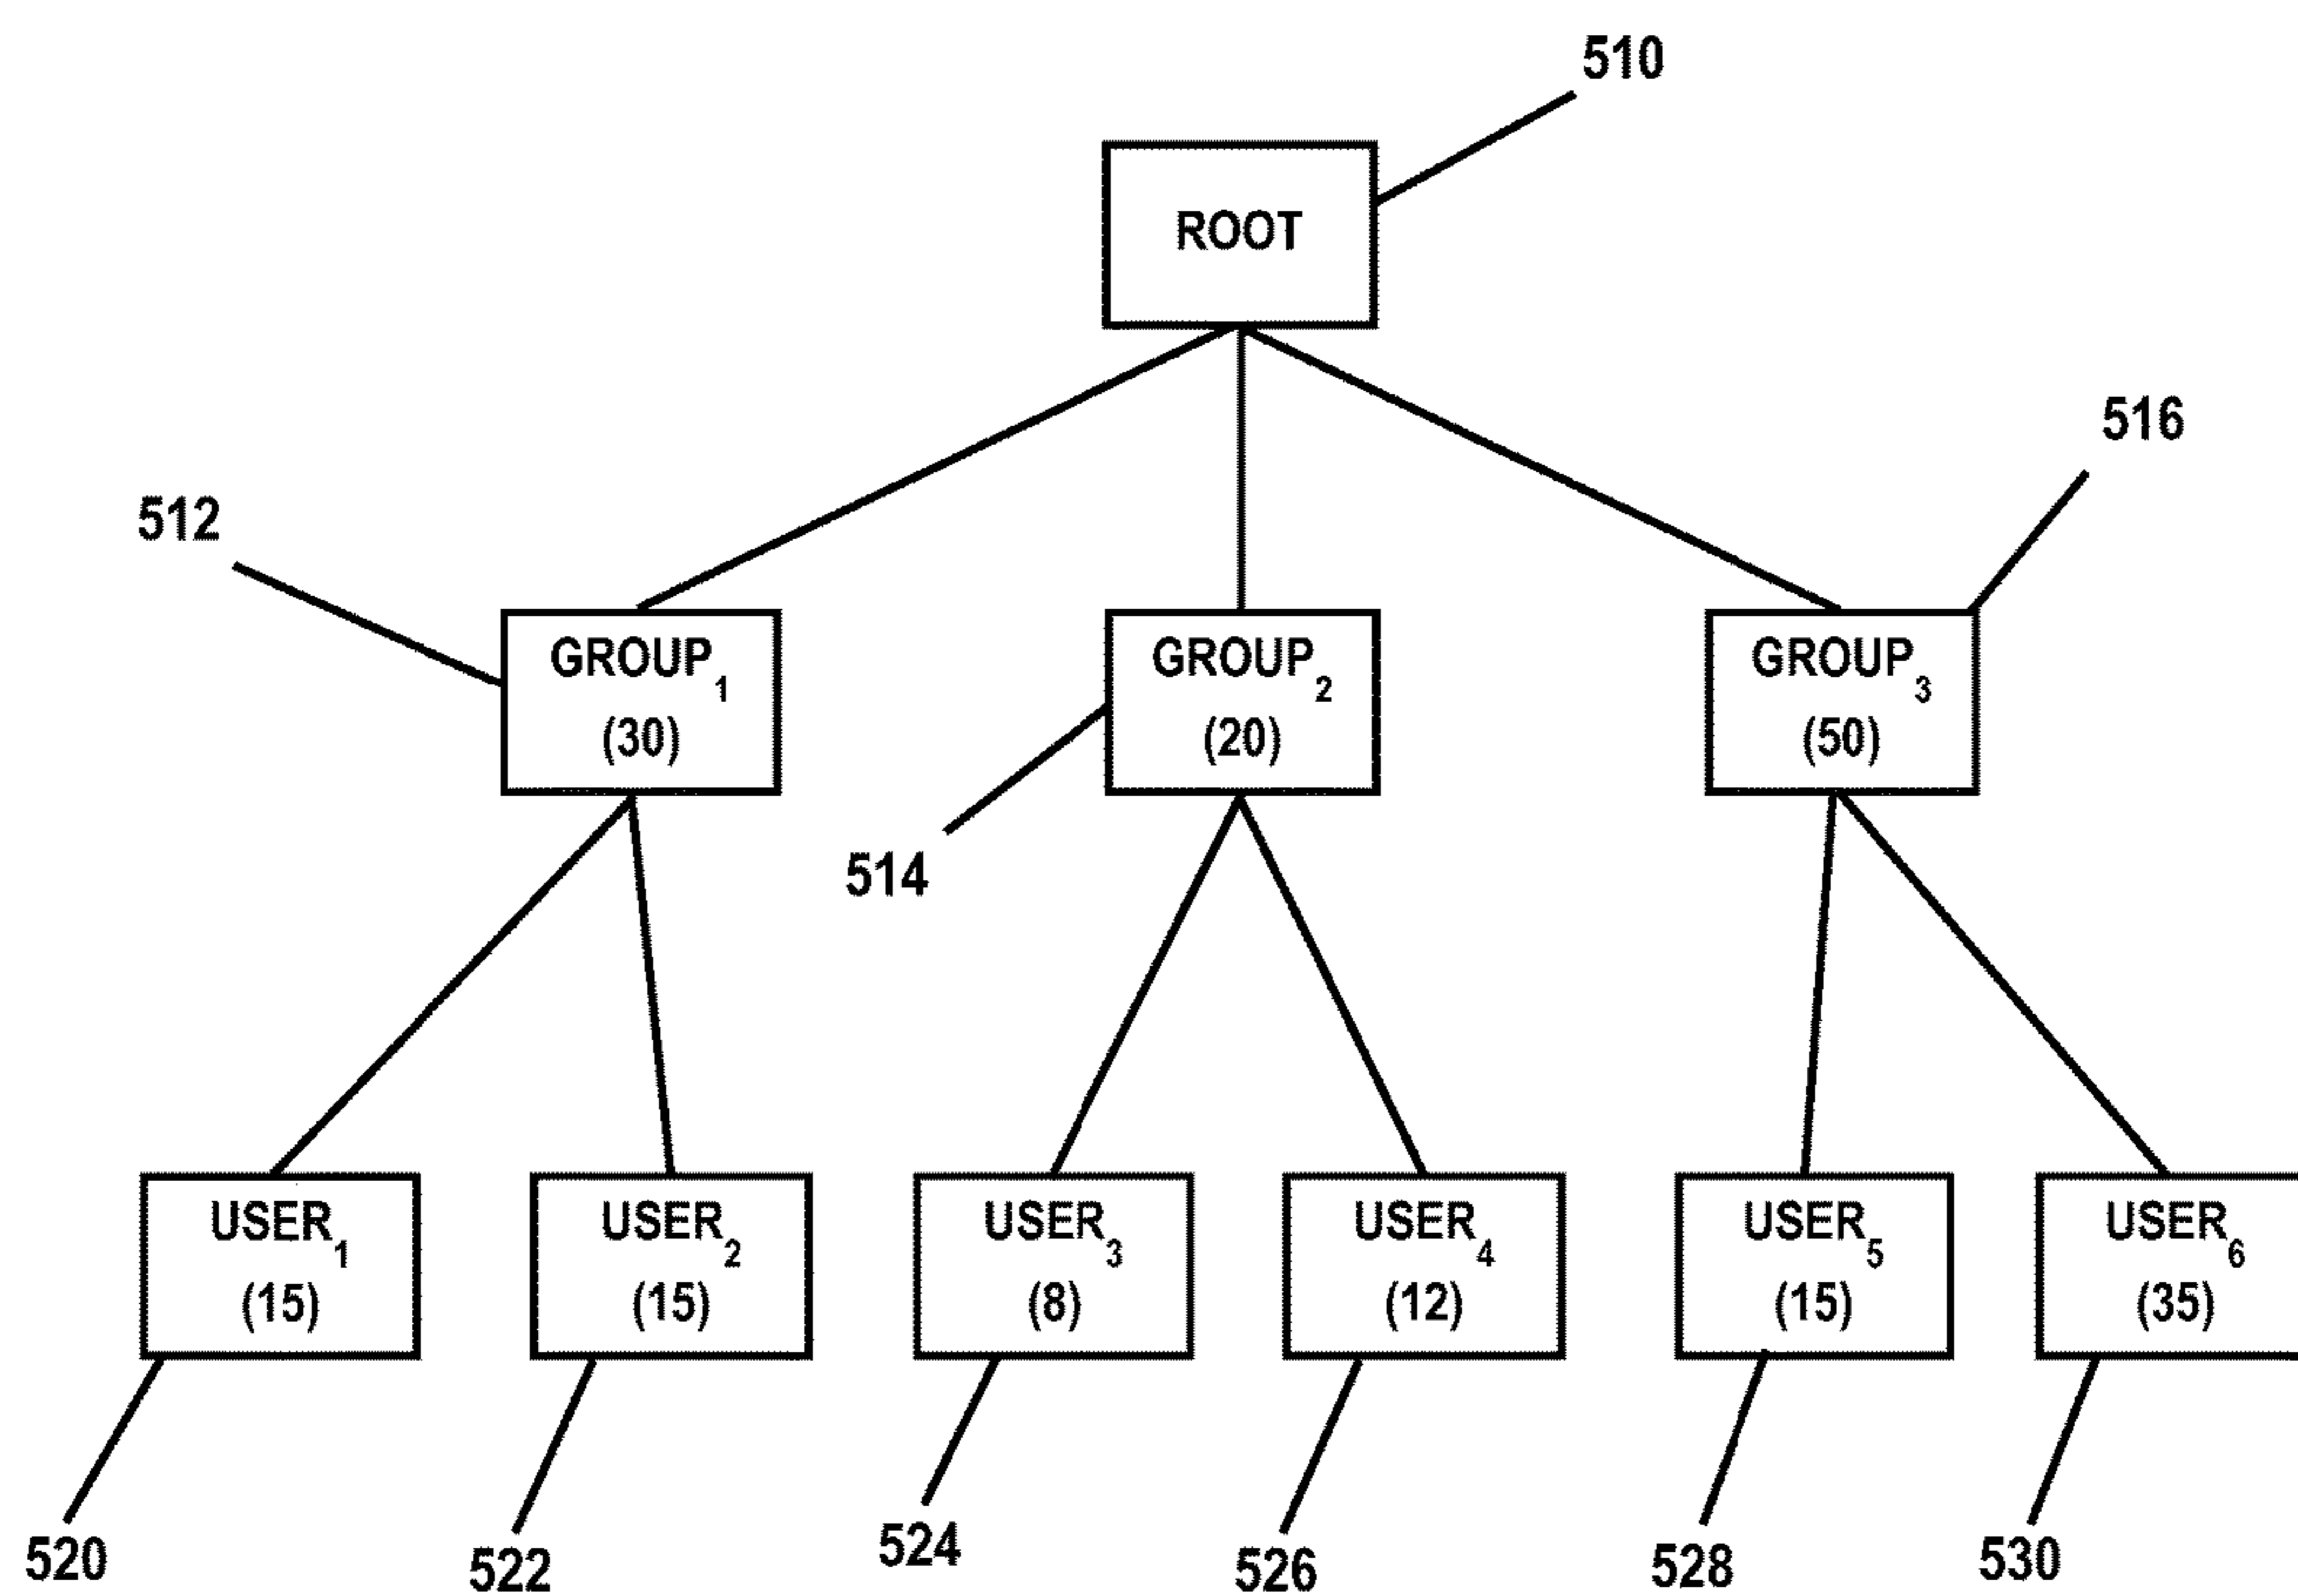 510
ROOT
516
512
GROUP1
(30)
GROUP2
(20)
GROUP3
(50)
514
USER1
(15)
USER2
(15)
USER3
(8)
USER4
(12)
USER5
(15)
USER6
(35)
520
522
524
526
528
530